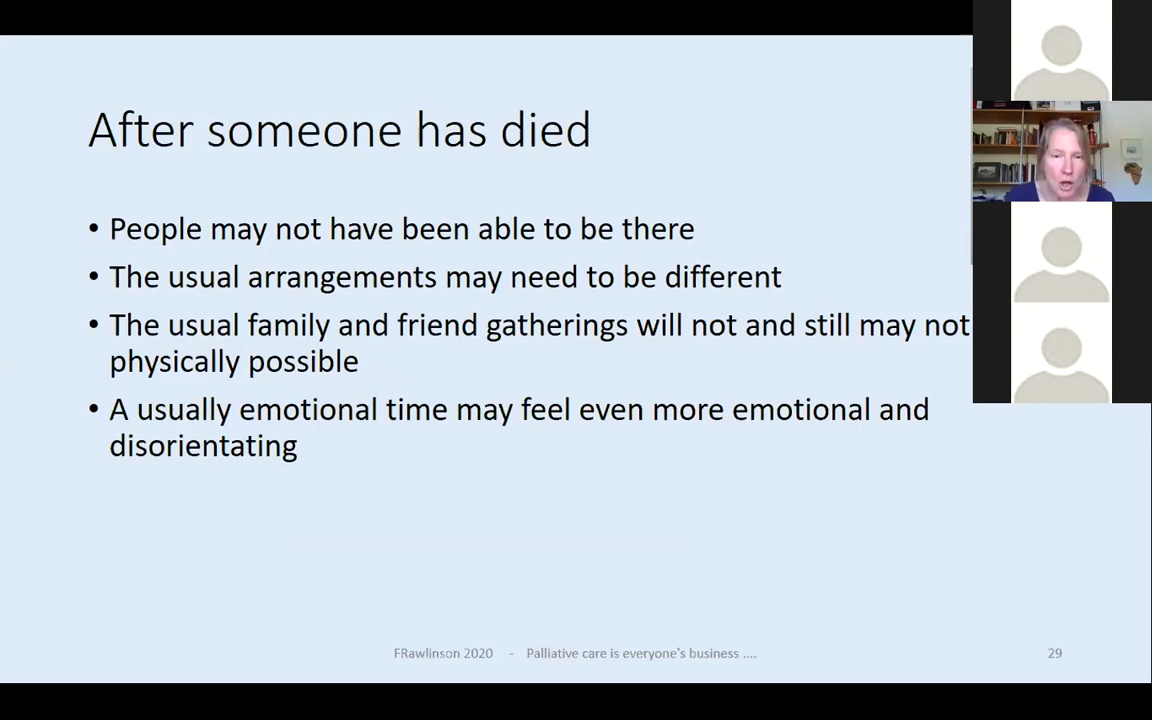 After someone has died
• People may not have been able to be there
• The usual arrangements may need to be different
• The usual family and friend gatherings will not and still may not
physically possible
• A usually emotional time may feel even more emotional and
disorientating
FRawlinson 2020 - Palliative care is everyone's business ....
29